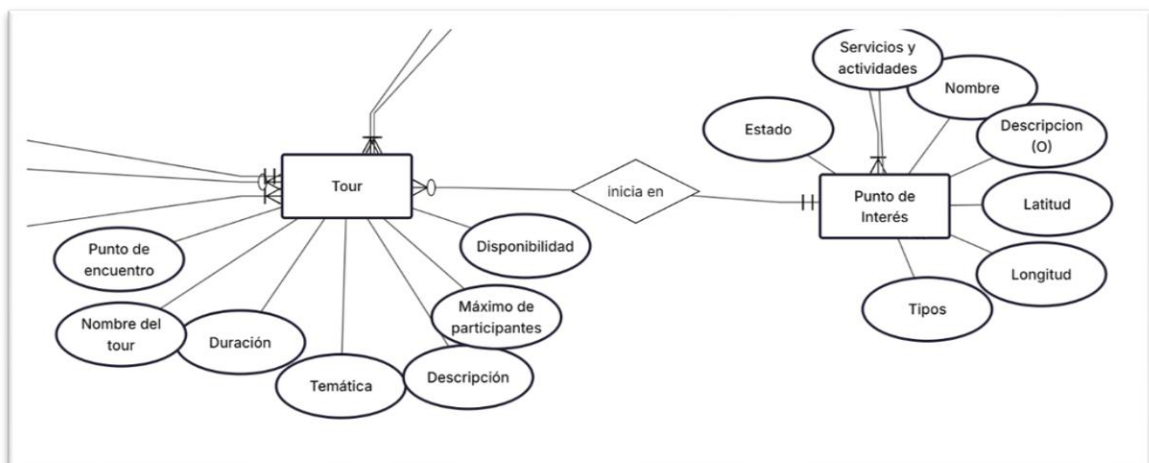 Servicios y
actividades
Nombre
Estado
Descripcion
(O)
Tour
inicia en
Punto de
Interés
Latitud
Punto de
encuentro
Disponibilidad
Longitud
Tipos
Máximo de
participantes
Nombre del
tour
Duración
Temática
Descripción